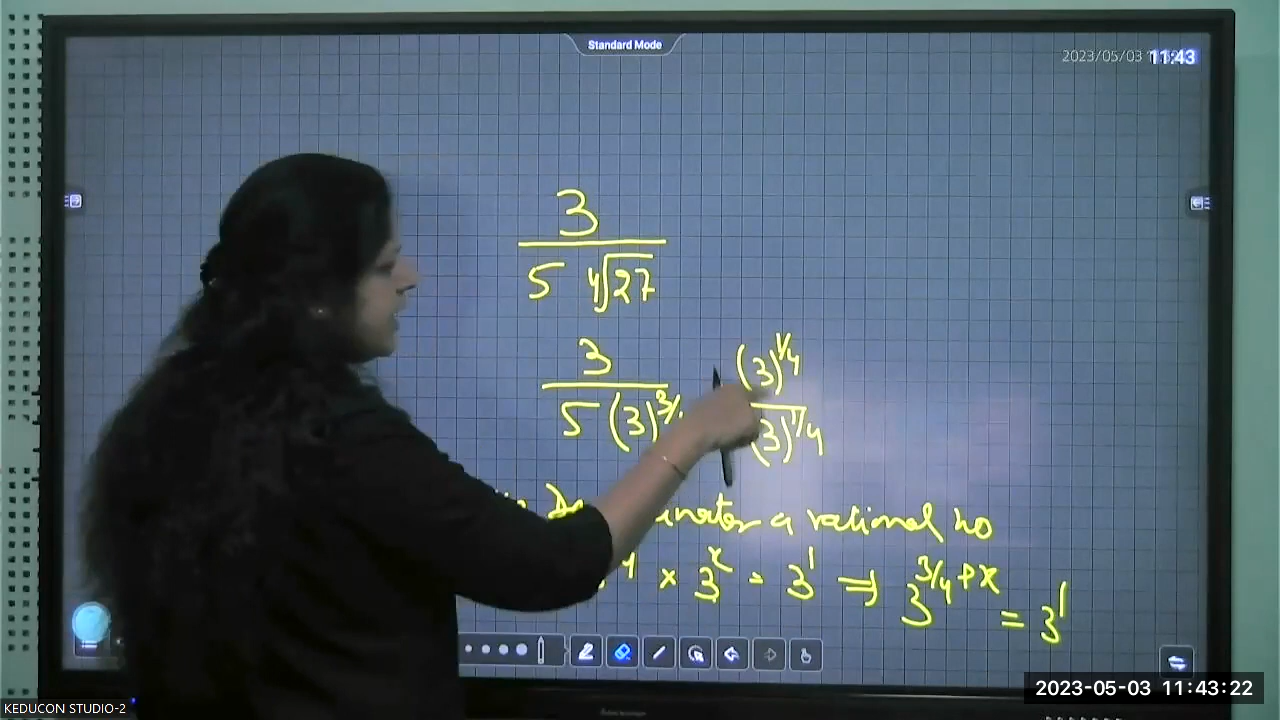 Standard Mode
2023/05/03 11:43
3
5 ∜27
3 (3)^1/4
5 (3)^3/ (3)^1/4
a rational no
4 × 3^x = 3^1 ⇒ 3^3/4+x = 3^1
2023-05-03 11:43:22
KEDUCON STUDIO-2